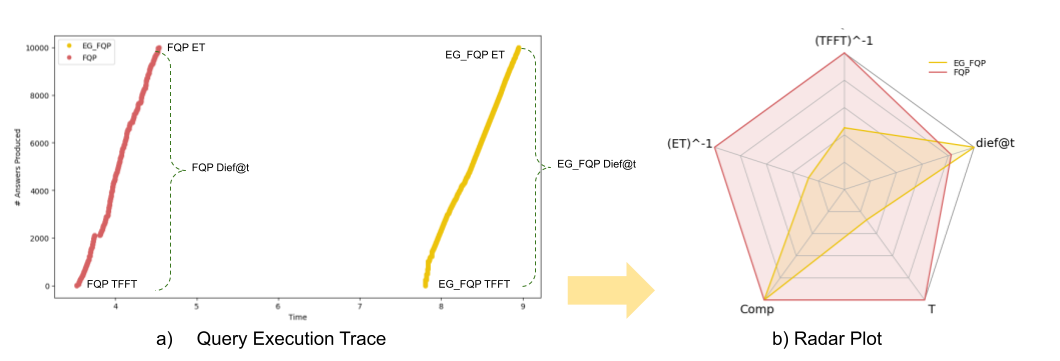 EG_FQP
FQP
FQP ET
EG_FQP ET
FQP Dief@t
EG_FQP Dief@t
FQP TFFT
EG_FQP TFFT
# Answers Produced
10000
8000
6000
4000
2000
0
4
5
6
7
8
9
Time
a) Query Execution Trace
(TFFT)^-1
EG_FQP
FQP
(ET)^-1
dief@t
Comp
T
b) Radar Plot